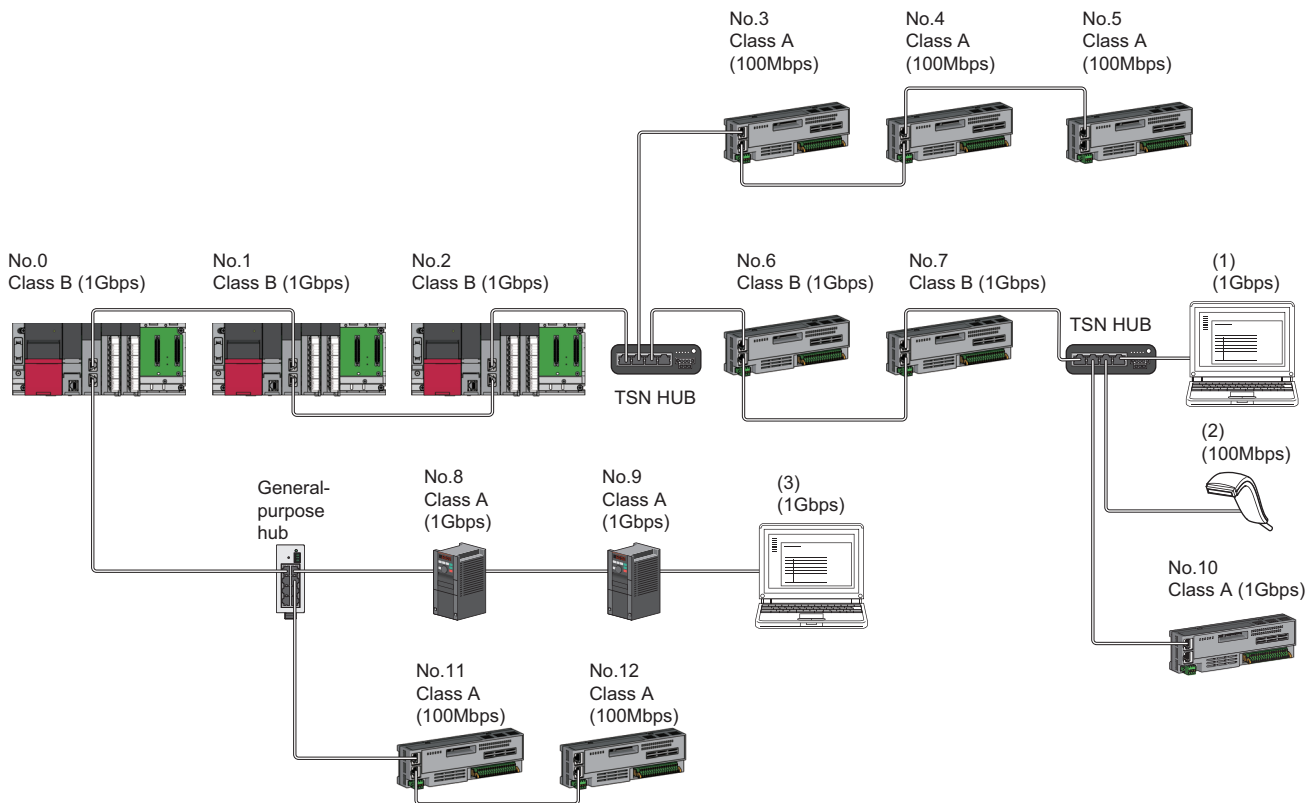 No.3
Class A
(100Mbps)
No.4
Class A
(100Mbps)
No.5
Class A
(100Mbps)
No.0
Class B (1Gbps)
No.1
Class B (1Gbps)
No.2
Class B (1Gbps)
No.6
Class B (1Gbps)
No.7
Class B (1Gbps)
(1)
(1Gbps)
TSN HUB
TSN HUB
(2)
(100Mbps)
General-
purpose
hub
No.8
Class A
(1Gbps)
No.9
Class A
(1Gbps)
(3)
(1Gbps)
No.10
Class A (1Gbps)
No.11
Class A
(100Mbps)
No.12
Class A
(100Mbps)